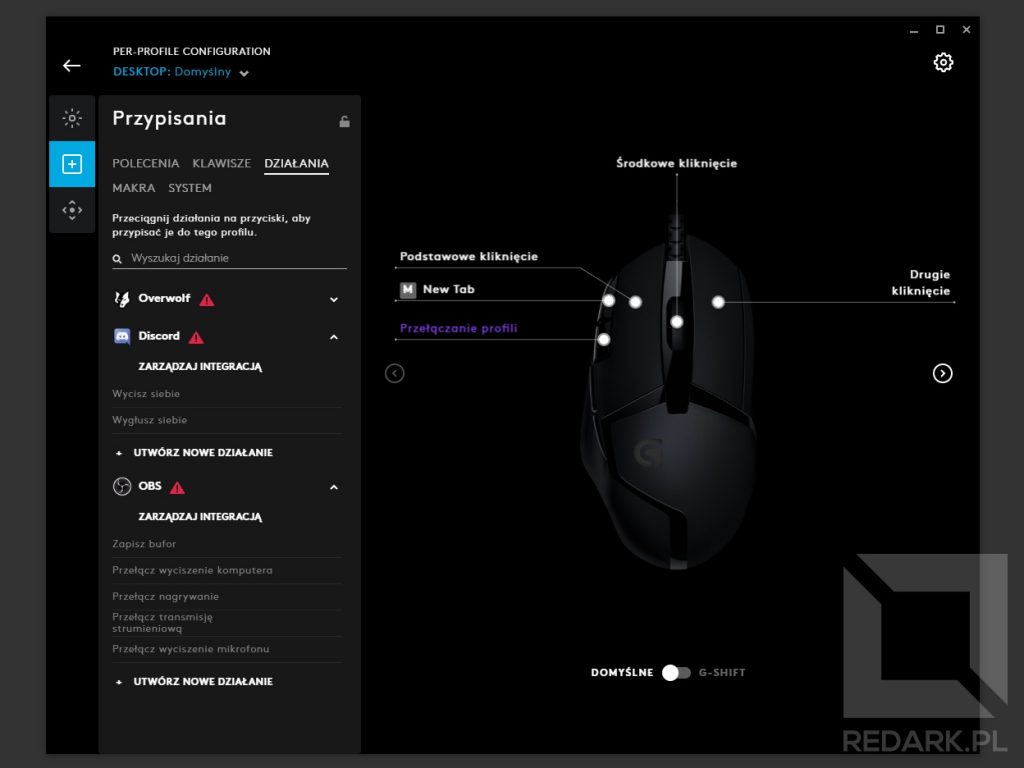 PER-PROFILE CONFIGURATION
DESKTOP: Domyślny
Przypisania
POLECENIA KLAWISZE DZIAŁANIA
MAKRA SYSTEM
Przeciągnij działania na przyciski, aby
przypisać je do tego profilu.
Wyszukaj działanie
Overwolf
Discord
ZARZĄDZAJ INTEGRACJĄ
Wycisz siebie
Wygłusz siebie
+ UTWÓRZ NOWE DZIAŁANIE
OBS
ZARZĄDZAJ INTEGRACJĄ
Zapisz bufor
Przełącz wyciszenie komputera
Przełącz nagrywanie
Przełącz transmisję
strumieniową
Przełącz wyciszenie mikrofonu
+ UTWÓRZ NOWE DZIAŁANIE
Środkowe kliknięcie
Podstawowe kliknięcie
M New Tab
Przełączanie profili
Drugie
kliknięcie
DOMYŚLNE G-SHIFT
REDARK.PL